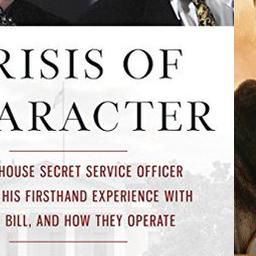 RISIS OF
ARACTER
HOUSE SECRET SERVICE OFFICER
HIS FIRSTHAND EXPERIENCE WITH
BILL, AND HOW THEY OPERATE